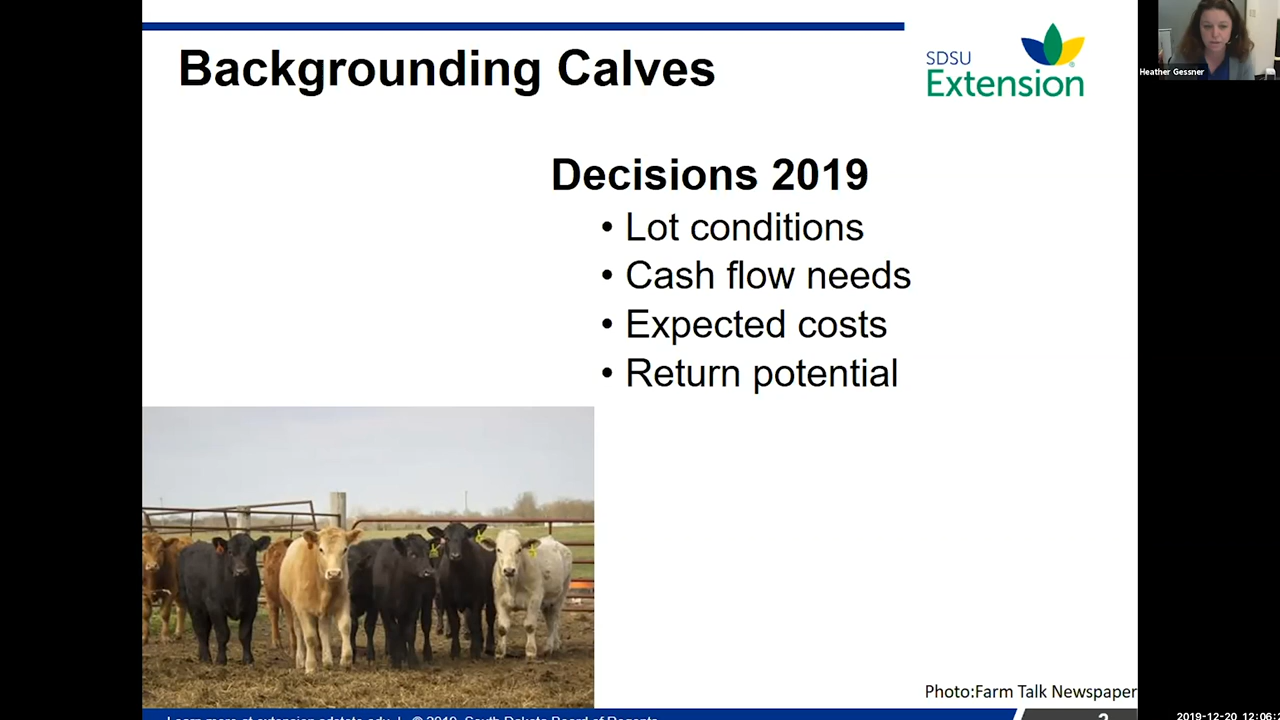 Backgrounding Calves
SDSU
Extension
Heather Gessner
Decisions 2019
• Lot conditions
• Cash flow needs
• Expected costs
• Return potential
Photo:Farm Talk Newspaper
2019-12-20 12:06: